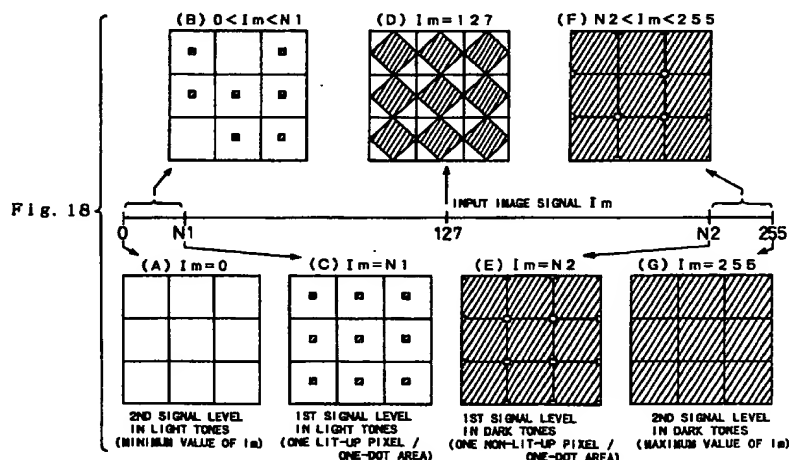 (B) 0<Im<N1
(D) Im=127
(F) N2<Im<255
Fig. 18
INPUT IMAGE SIGNAL Im
0
N1
127
N2
255
(A) Im=0
(C) Im=N1
(E) Im=N2
(G) Im=255
2ND SIGNAL LEVEL
IN LIGHT TONES
(MINIMUM VALUE OF Im)
1ST SIGNAL LEVEL
IN LIGHT TONES
(ONE LIT-UP PIXEL /
ONE-DOT AREA)
1ST SIGNAL LEVEL
IN DARK TONES
(ONE NON-LIT-UP PIXEL /
ONE-DOT AREA)
2ND SIGNAL LEVEL
IN DARK TONES
(MAXIMUM VALUE OF Im)